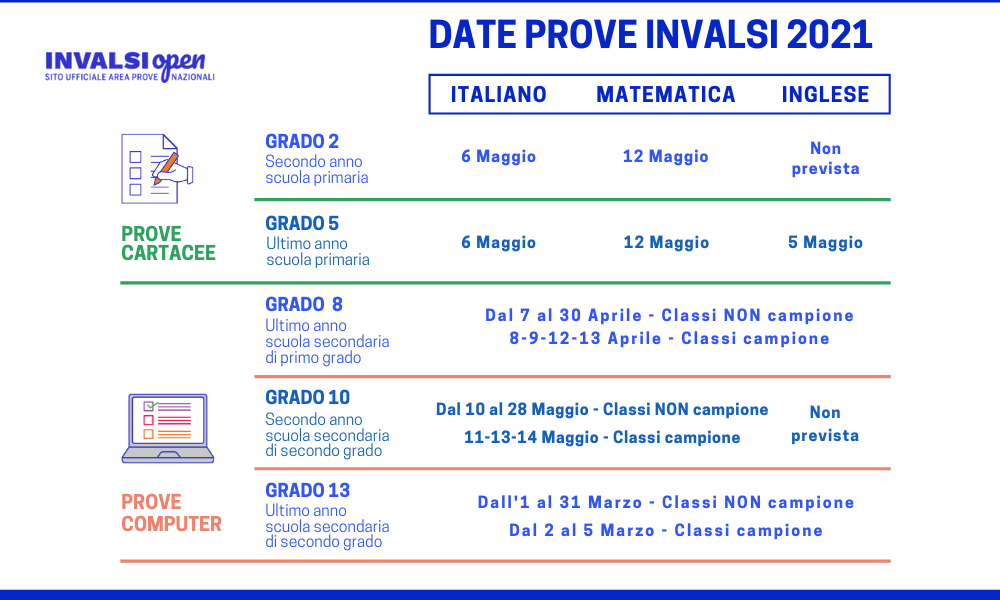 DATE PROVE INVALSI 2021
INVALSI open
SITO UFFICIALE AREA PROVE NAZIONALI
ITALIANO MATEMATICA INGLESE
GRADO 2
Secondo anno
scuola primaria
6 Maggio
12 Maggio
Non
prevista
PROVE
CARTACEE
GRADO 5
Ultimo anno
scuola primaria
6 Maggio
12 Maggio
5 Maggio
GRADO 8
Ultimo anno
scuola secondaria
di primo grado
Dal 7 al 30 Aprile - Classi NON campione
8-9-12-13 Aprile - Classi campione
GRADO 10
Secondo anno
scuola secondaria
di secondo grado
Dal 10 al 28 Maggio - Classi NON campione
11-13-14 Maggio - Classi campione
Non
prevista
PROVE
COMPUTER
GRADO 13
Ultimo anno
scuola secondaria
di secondo grado
Dall'1 al 31 Marzo - Classi NON campione
Dal 2 al 5 Marzo - Classi campione